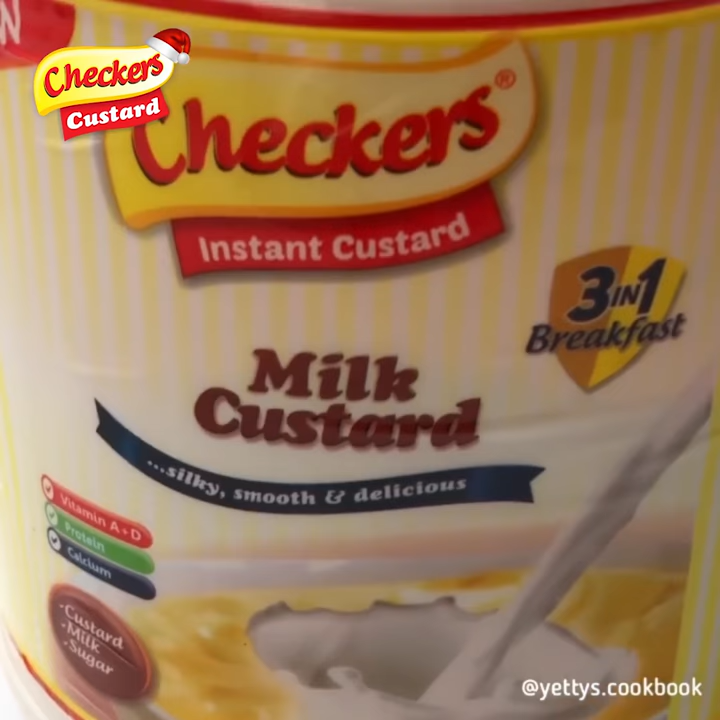 Checkers
Custard
Checkers®
Instant Custard
3 IN 1
Breakfast
Milk
Custard
...silky, smooth & delicious
Vitamin A+D
Protein
Calcium
•Custard
•Milk
•Sugar
@yettys.cookbook